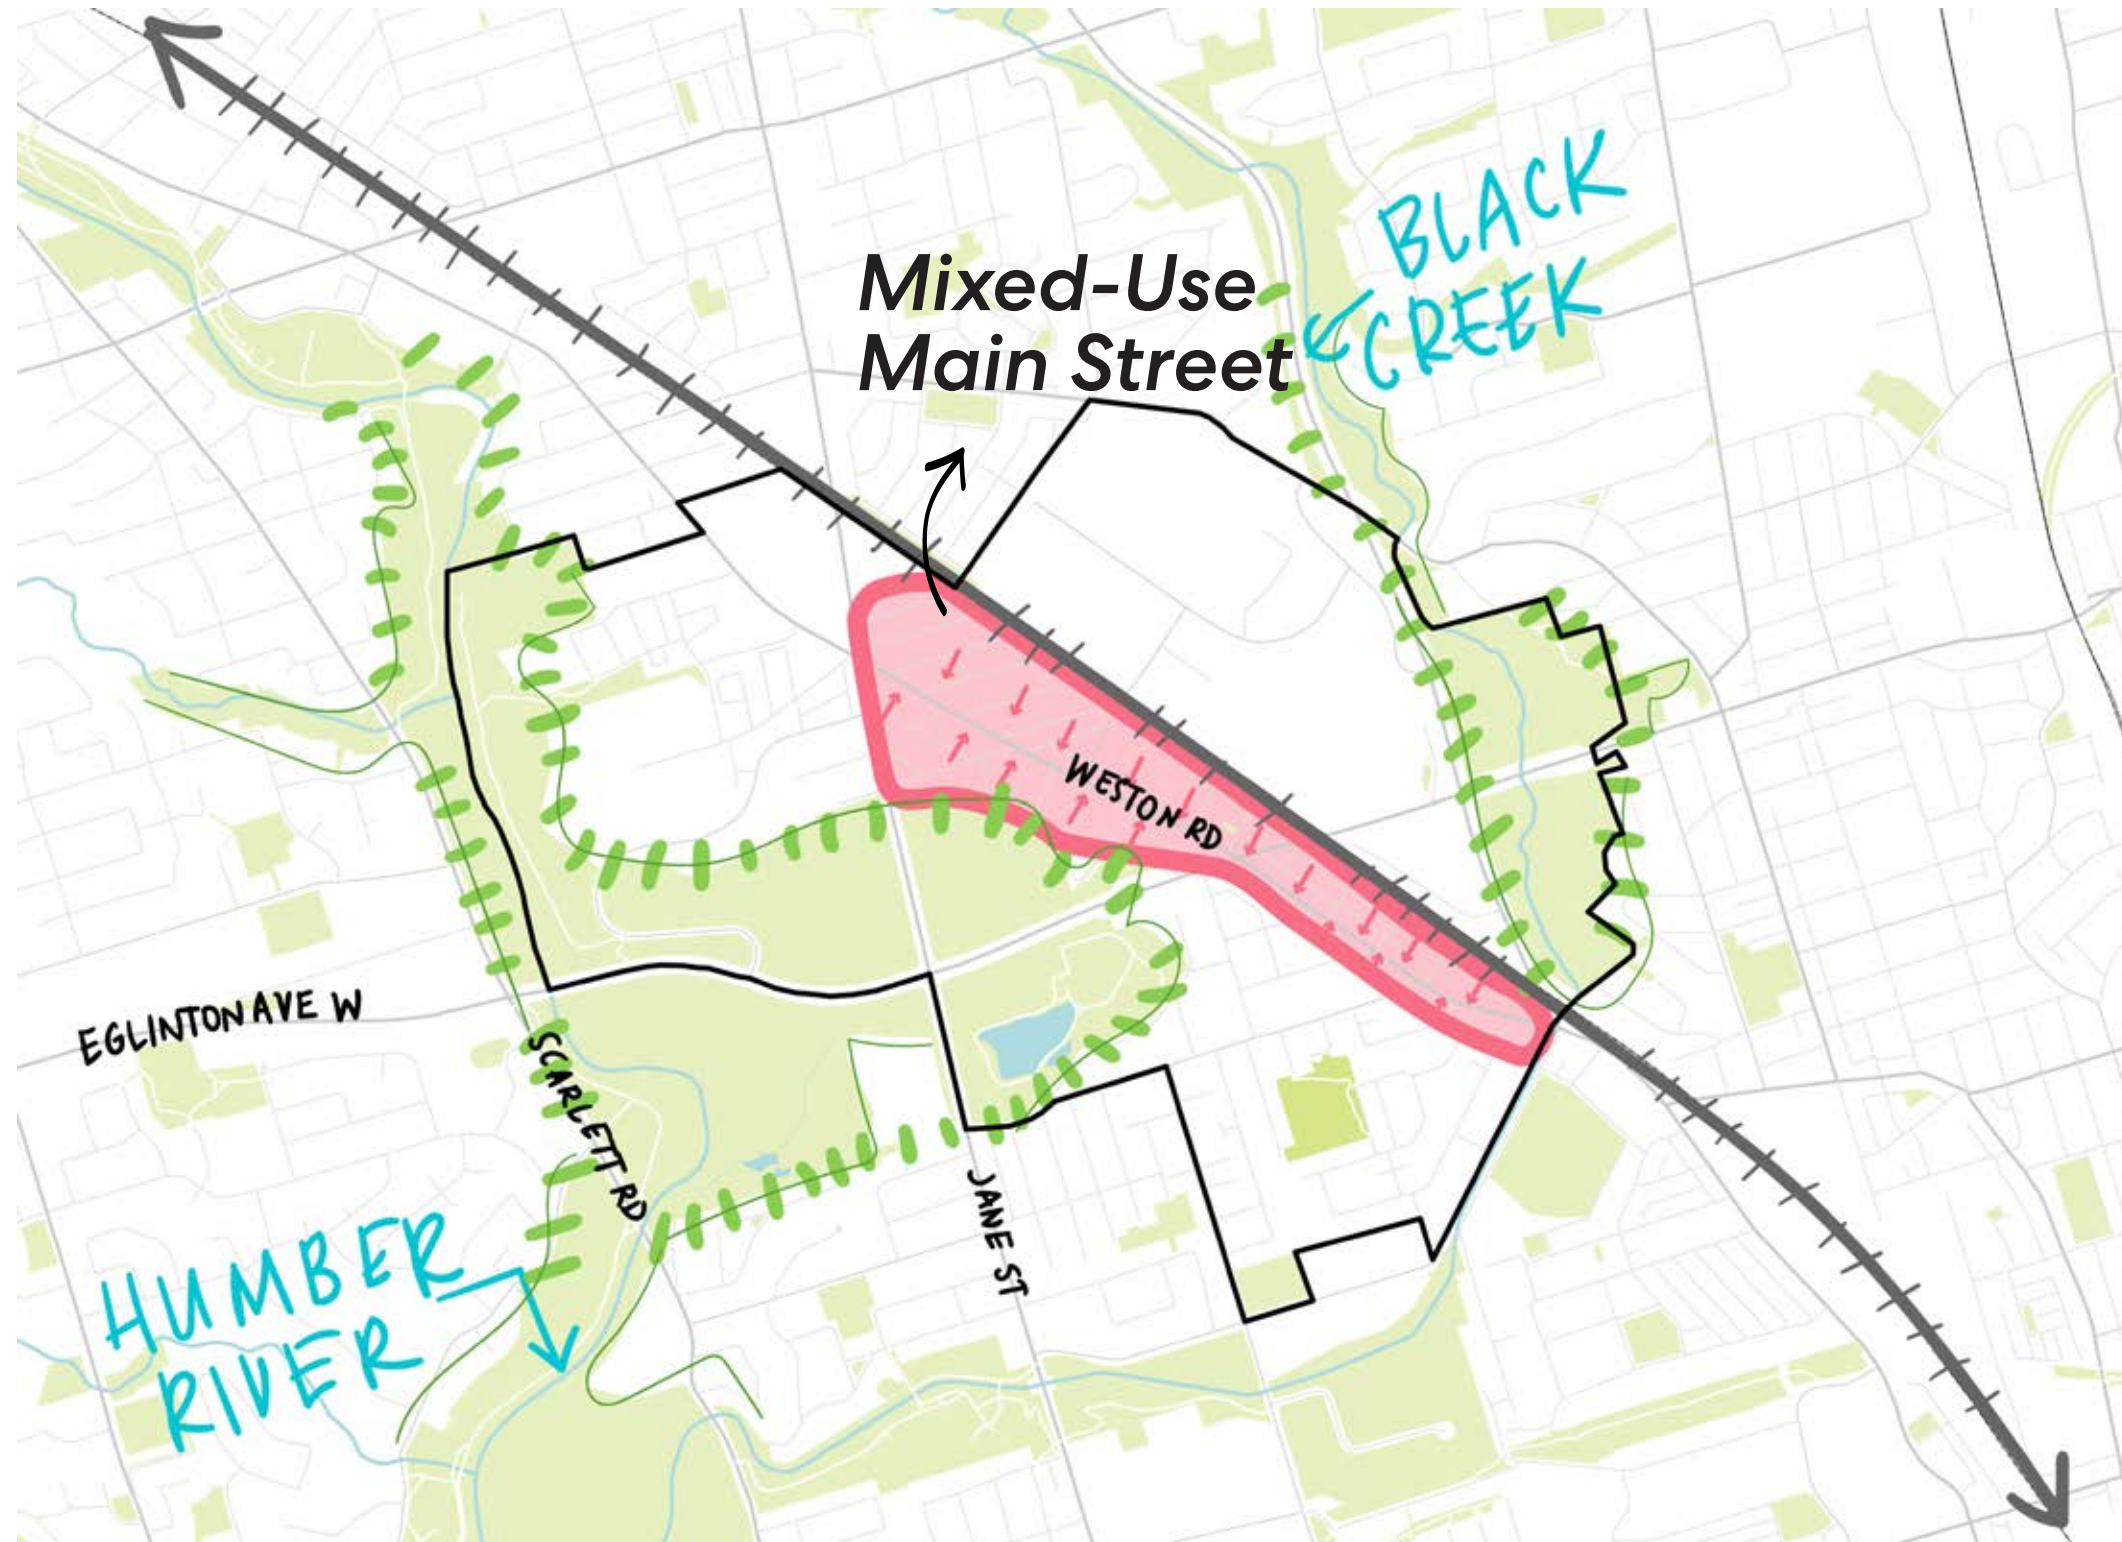 BLACK
CREEK
Mixed-Use
Main Street
WESTON RD
EGLINTON AVE W
SCARLETT RD
JANE ST
HUMBER
RIVER